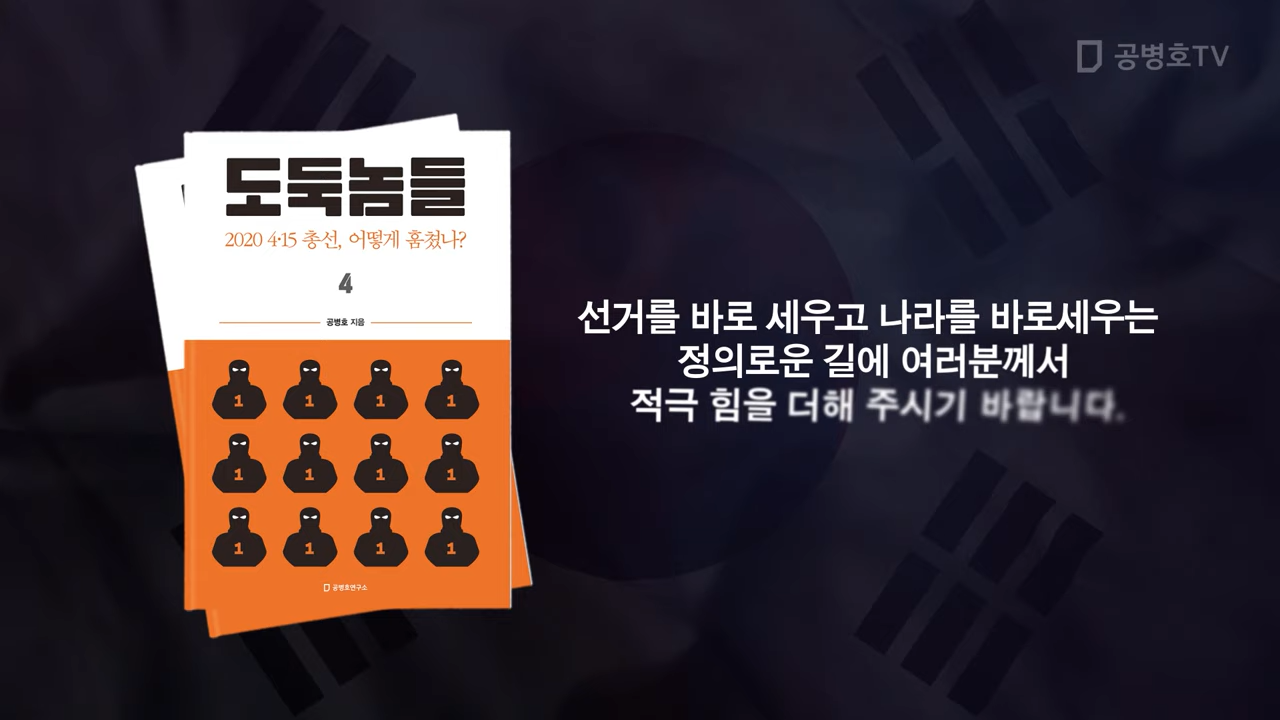 공병호TV
도둑놈들
2020 4·15 총선, 어떻게 훔쳤나?
4
공병호 지음
1 1 1 1
1 1 1 1
1 1 1 1
공병호연구소
선거를 바로 세우고 나라를 바로세우는
정의로운 길에 여러분께서
적극 힘을 더해 주시기 바랍니다.